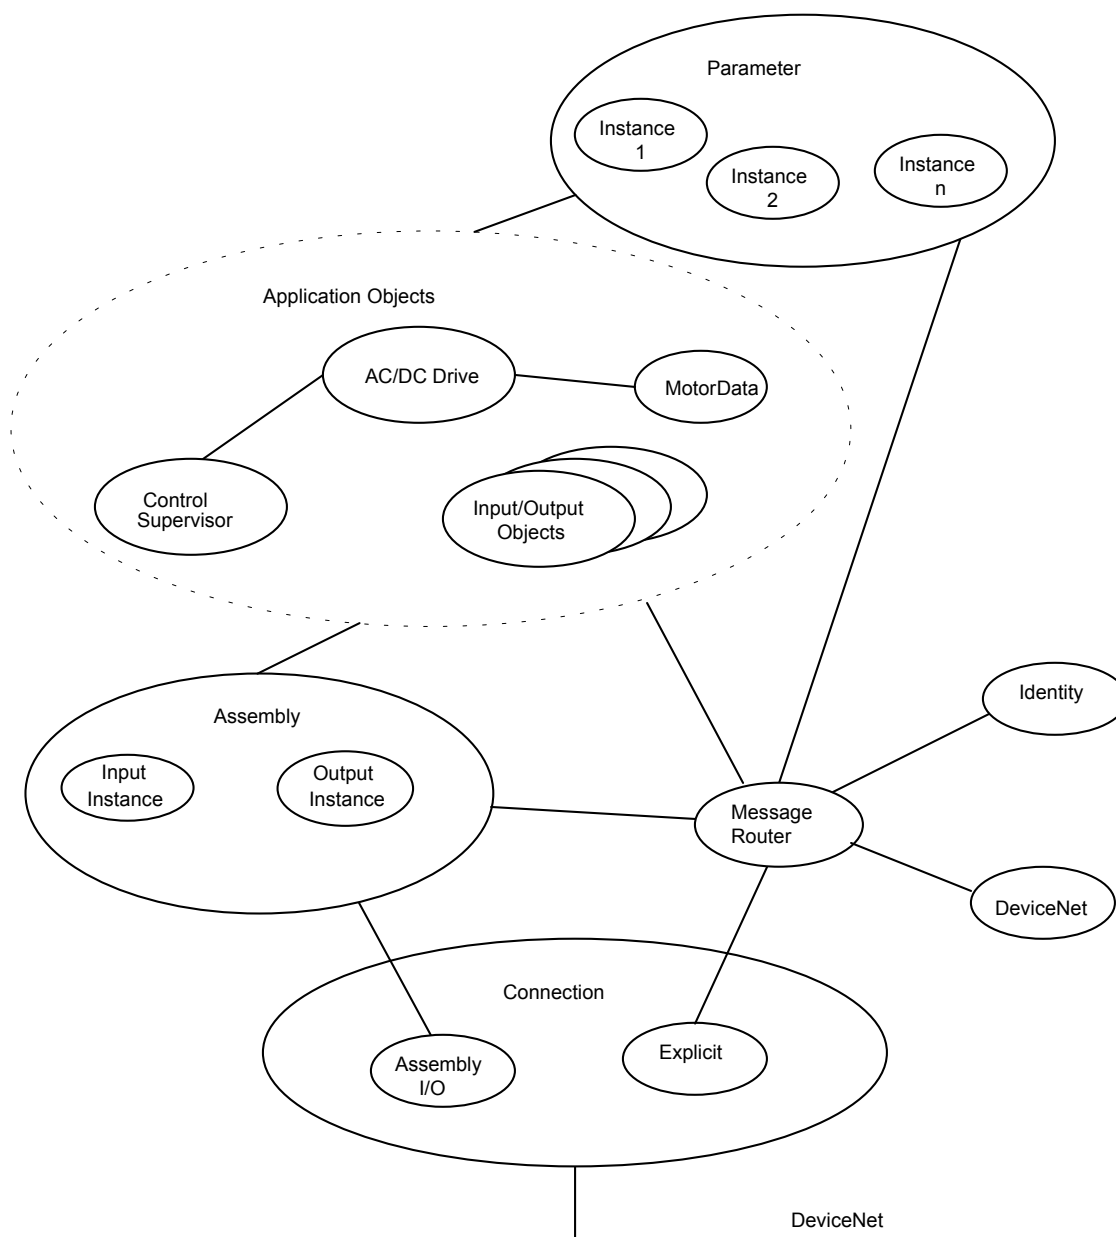 Parameter
Instance
1
Instance
2
Instance
n
Application Objects
AC/DC Drive
MotorData
Control
Supervisor
Input/Output
Objects
Identity
Assembly
Input
Instance
Output
Instance
Message
Router
DeviceNet
Connection
Assembly
I/O
Explicit
DeviceNet